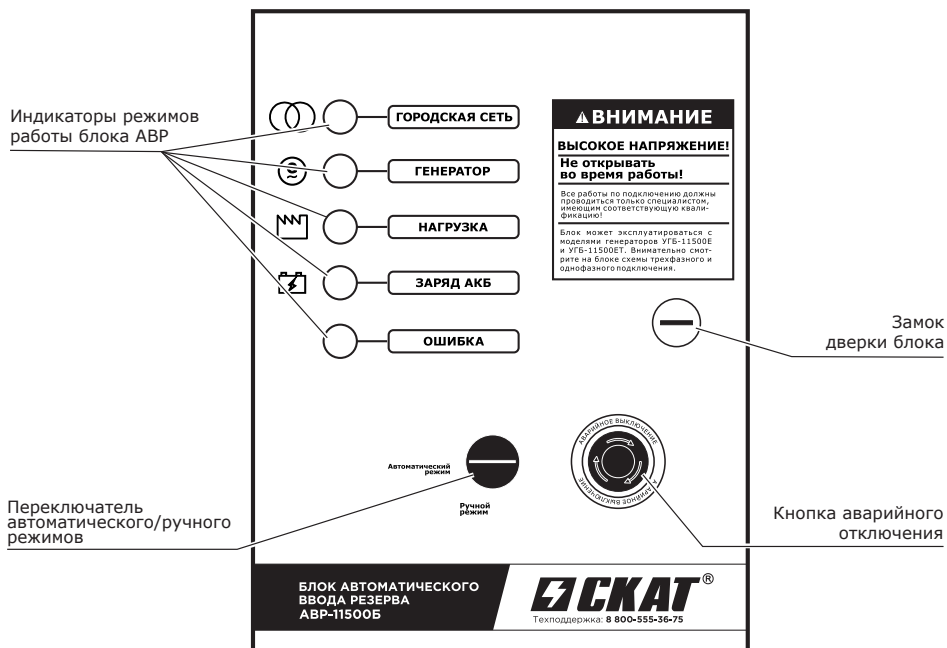 Индикаторы режимов
работы блока АВР
ГОРОДСКАЯ СЕТЬ
ГЕНЕРАТОР
НАГРУЗКА
ЗАРЯД АКБ
ОШИБКА
ВНИМАНИЕ
ВЫСОКОЕ НАПРЯЖЕНИЕ!
Не открывать
во время работы!
Все работы по подключению должны
проводиться только специалистом,
имеющим соответствующую квали-
фикацию!
Блок может эксплуатироваться с
моделями генераторов УГБ-11500Е
и УГБ-11500ЕТ. Внимательно смот-
рите на блоке схемы трехфазного и
однофазного подключения.
Замок
дверки блока
АВАРИЙНОЕ ВЫКЛЮЧЕНИЕ
АВАРИЙНОЕ ВЫКЛЮЧЕНИЕ
Автоматический
режим
Ручной
режим
Переключатель
автоматического/ручного
режимов
Кнопка аварийного
отключения
БЛОК АВТОМАТИЧЕСКОГО
ВВОДА РЕЗЕРВА
АВР-11500Б
СКАТ®
Техподдержка: 8 800-555-36-75